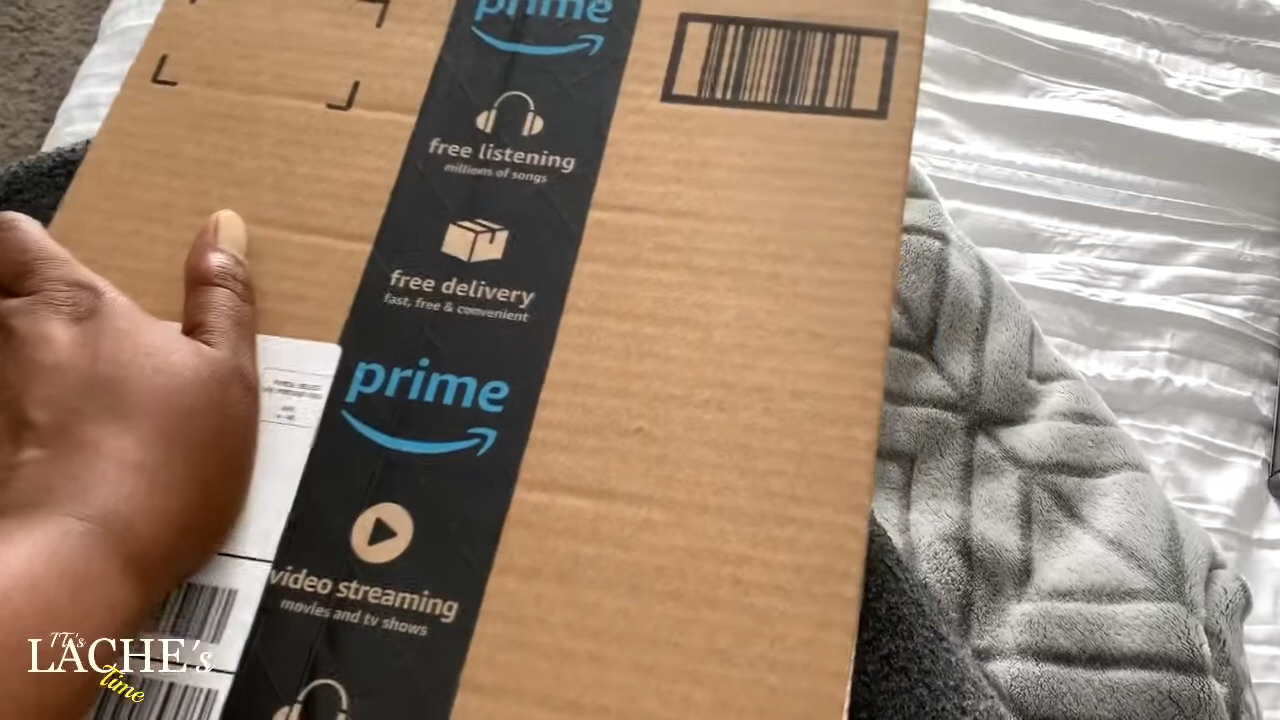 prime
free listening
millions of songs
free delivery
fast, free & convenient
prime
video streaming
movies and tv shows
IT's
LACHE's
time